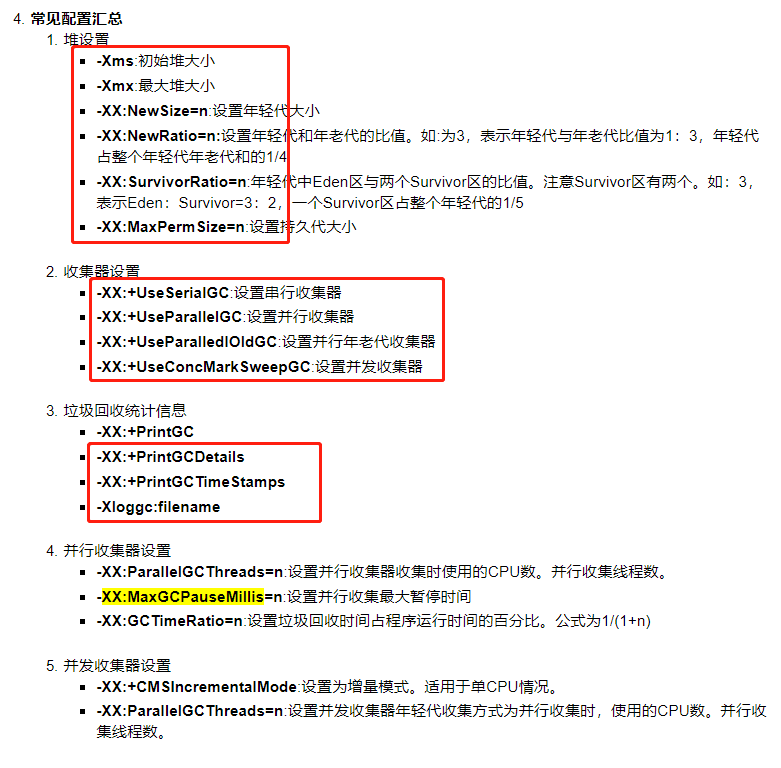 4. 常见配置汇总
1. 堆设置
-Xms:初始堆大小
-Xmx:最大堆大小
-XX:NewSize=n:设置年轻代大小
-XX:NewRatio=n:设置年轻代和年老代的比值。如:为3，表示年轻代与年老代比值为1：3，年轻代
占整个年轻代年老代和的1/4
-XX:SurvivorRatio=n:年轻代中Eden区与两个Survivor区的比值。注意Survivor区有两个。如：3，
表示Eden：Survivor=3：2，一个Survivor区占整个年轻代的1/5
-XX:MaxPermSize=n:设置持久代大小
2. 收集器设置
-XX:+UseSerialGC:设置串行收集器
-XX:+UseParallelGC:设置并行收集器
-XX:+UseParalledlOldGC:设置并行年老代收集器
-XX:+UseConcMarkSweepGC:设置并发收集器
3. 垃圾回收统计信息
-XX:+PrintGC
-XX:+PrintGCDetails
-XX:+PrintGCTimeStamps
-Xloggc:filename
4. 并行收集器设置
-XX:ParallelGCThreads=n:设置并行收集器收集时使用的CPU数。并行收集线程数。
-XX:MaxGCPauseMillis=n:设置并行收集最大暂停时间
-XX:GCTimeRatio=n:设置垃圾回收时间占程序运行时间的百分比。公式为1/(1+n)
5. 并发收集器设置
-XX:+CMSIncrementalMode:设置为增量模式。适用于单CPU情况。
-XX:ParallelGCThreads=n:设置并发收集器年轻代收集方式为并行收集时，使用的CPU数。并行收
集线程数。